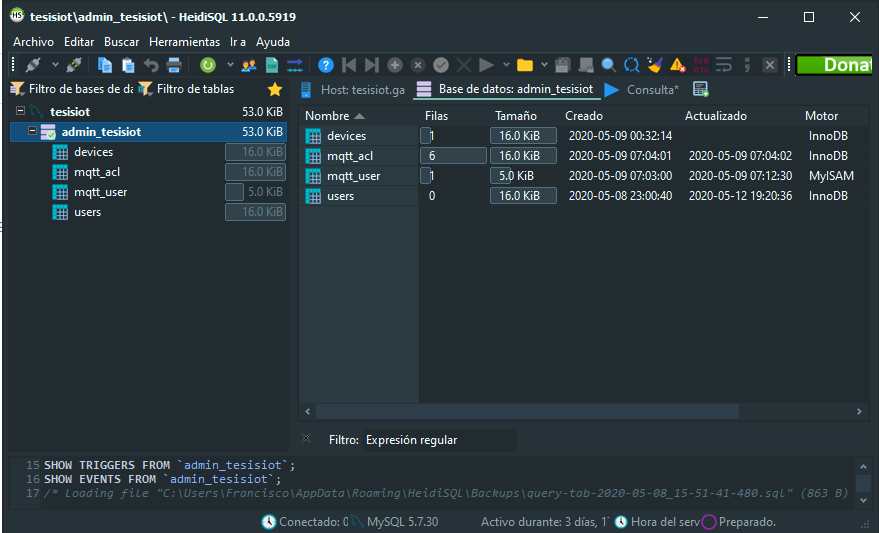 HS tesisiot\admin_tesisiot\ - HeidiSQL 11.0.0.5919
Archivo Editar Buscar Herramientas Ir a Ayuda
Donat
Filtro de bases de da Filtro de tablas
Host: tesisiot.ga Base de datos: admin_tesisiot Consulta*
tesisiot 53.0 KiB
admin_tesisiot 53.0 KiB
devices 16.0 KiB
mqtt_acl 16.0 KiB
mqtt_user 5.0 KiB
users 16.0 KiB
Nombre Filas Tamaño Creado Actualizado Motor
devices 1 16.0 KiB 2020-05-09 00:32:14 InnoDB
mqtt_acl 6 16.0 KiB 2020-05-09 07:04:01 2020-05-09 07:04:02 InnoDB
mqtt_user 1 5.0 KiB 2020-05-09 07:03:00 2020-05-09 07:12:30 MyISAM
users 0 16.0 KiB 2020-05-08 23:00:40 2020-05-12 19:20:36 InnoDB
Filtro: Expresión regular
15 SHOW TRIGGERS FROM `admin_tesisiot`;
16 SHOW EVENTS FROM `admin_tesisiot`;
17 /* Loading file "C:\Users\Francisco\AppData\Roaming\HeidiSQL\Backups\query-tab-2020-05-08_15-51-41-480.sql" (863 B)
Conectado: 0 MySQL 5.7.30 Activo durante: 3 días, 1 Hora del serv Preparado.